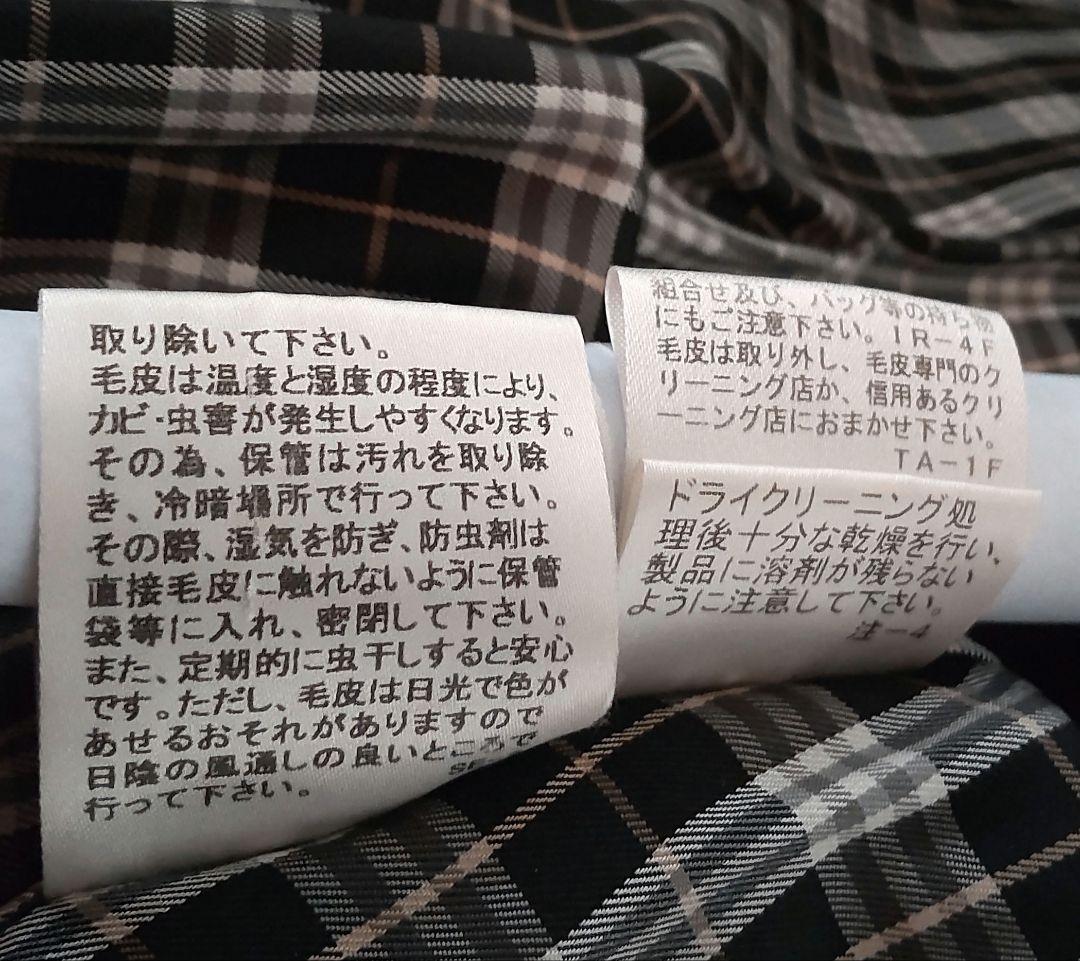 取り除いて下さい。
毛皮は温度と湿度の程度により、
カビ・虫害が発生しやすくなります。
その為、保管は汚れを取り除
き、冷暗場所で行って下さい。
その際、湿気を防ぎ、防虫剤は
直接毛皮に触れないように保管
袋等に入れ、密閉して下さい。
また、定期的に虫干しすると安心
です。ただし、毛皮は日光で色が
あせるおそれがありますので
日陰の風通しの良いところで
行って下さい。
組合せ及び、バッグ等の持ち物
にもご注意下さい。IR-4F
毛皮は取り外し、毛皮専門のク
リーニング店か、信用あるクリ
ーニング店におまかせ下さい。
TA-1F
ドライクリーニング処
理後十分な乾燥を行い、
製品に溶剤が残らない
ように注意して下さい。
注-4